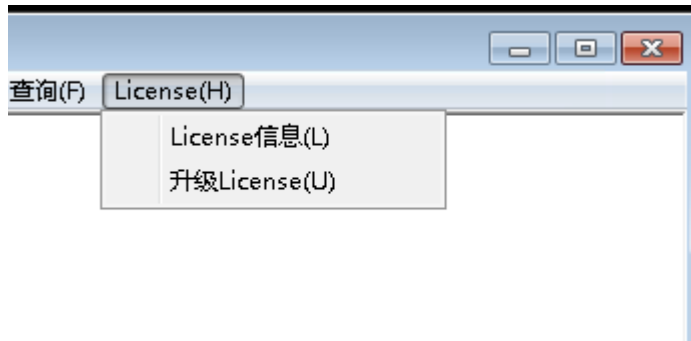 查询(F) License(H)
License信息(L)
升级License(U)